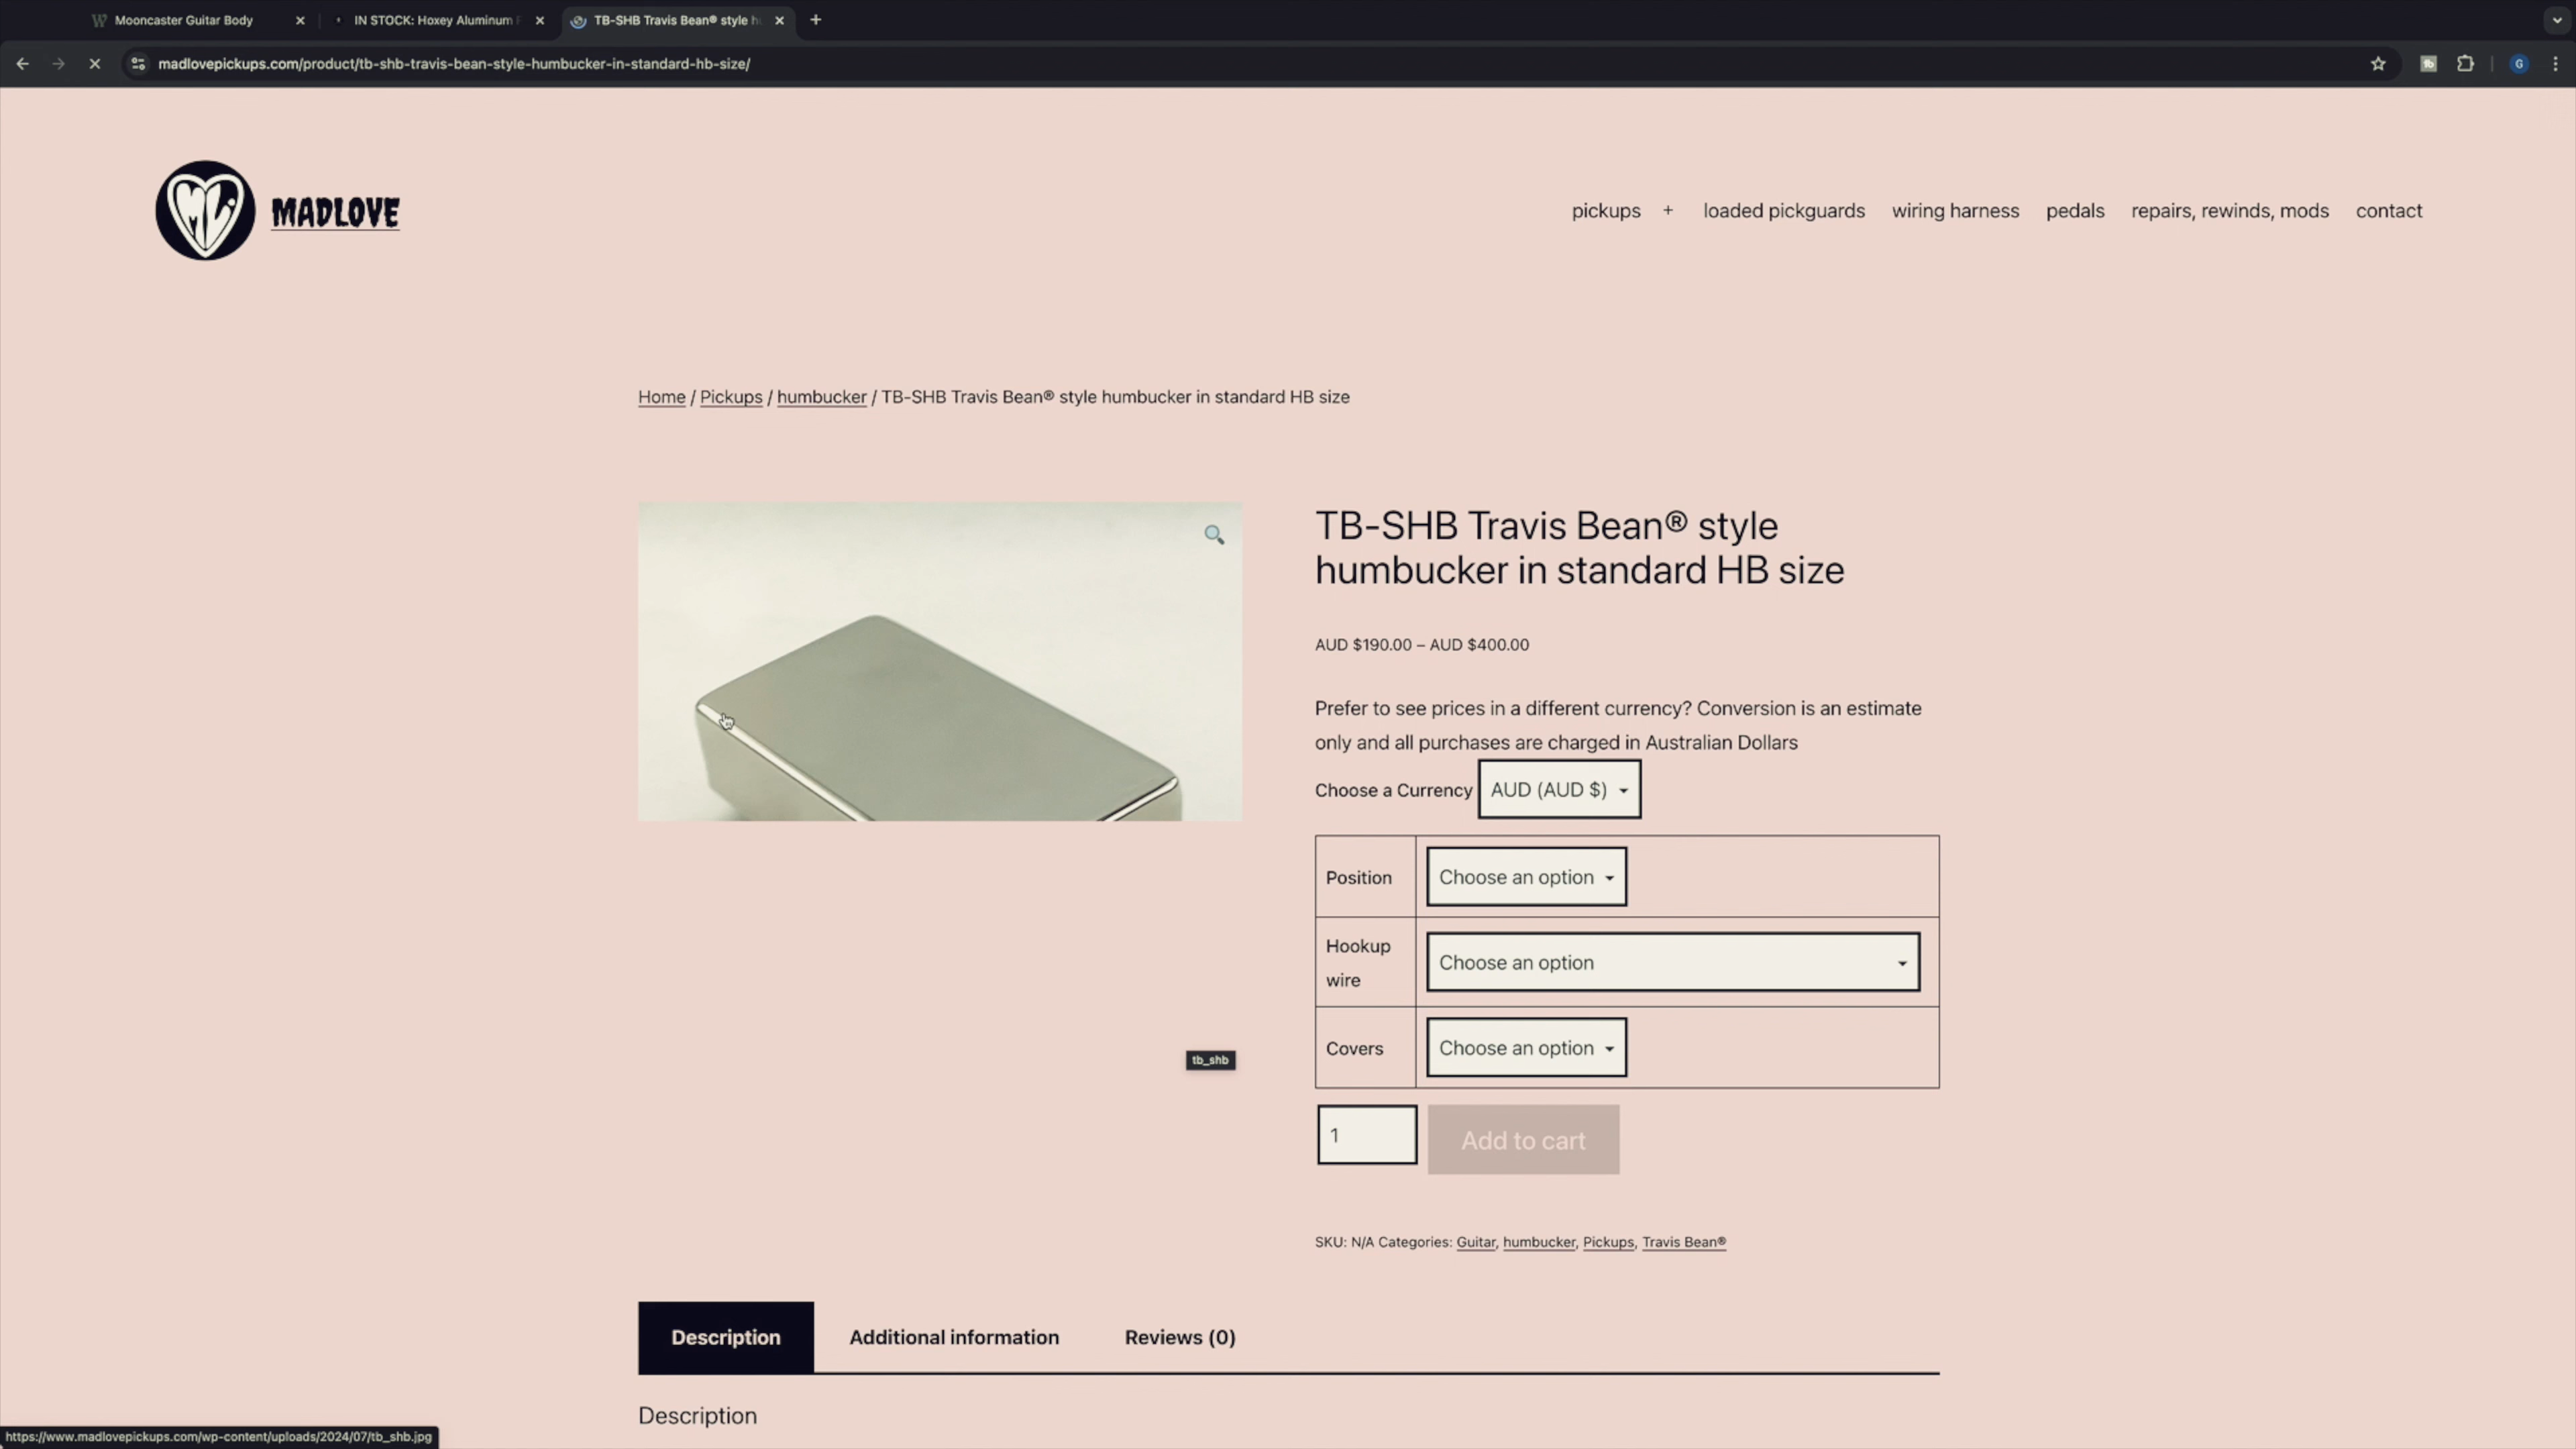 Mooncaster Guitar Body
IN STOCK: Hoxey Aluminum
TB-SHB Travis Bean® style
madlovepickups.com/product/tb-shb-travis-bean-style-humbucker-in-standard-hb-size/
tb
G
ML
MADLOVE
pickups + loaded pickguards wiring harness pedals repairs, rewinds, mods contact
Home / Pickups / humbucker / TB-SHB Travis Bean® style humbucker in standard HB size
TB-SHB Travis Bean® style
humbucker in standard HB size
AUD $190.00 – AUD $400.00
Prefer to see prices in a different currency? Conversion is an estimate
only and all purchases are charged in Australian Dollars
Choose a Currency AUD (AUD $)
Position Choose an option
Hookup
wire
Choose an option
Covers Choose an option
tb_shb
1 Add to cart
SKU: N/A Categories: Guitar, humbucker, Pickups, Travis Bean®
Description Additional information Reviews (0)
Description
https://www.madlovepickups.com/wp-content/uploads/2024/07/tb_shb.jpg